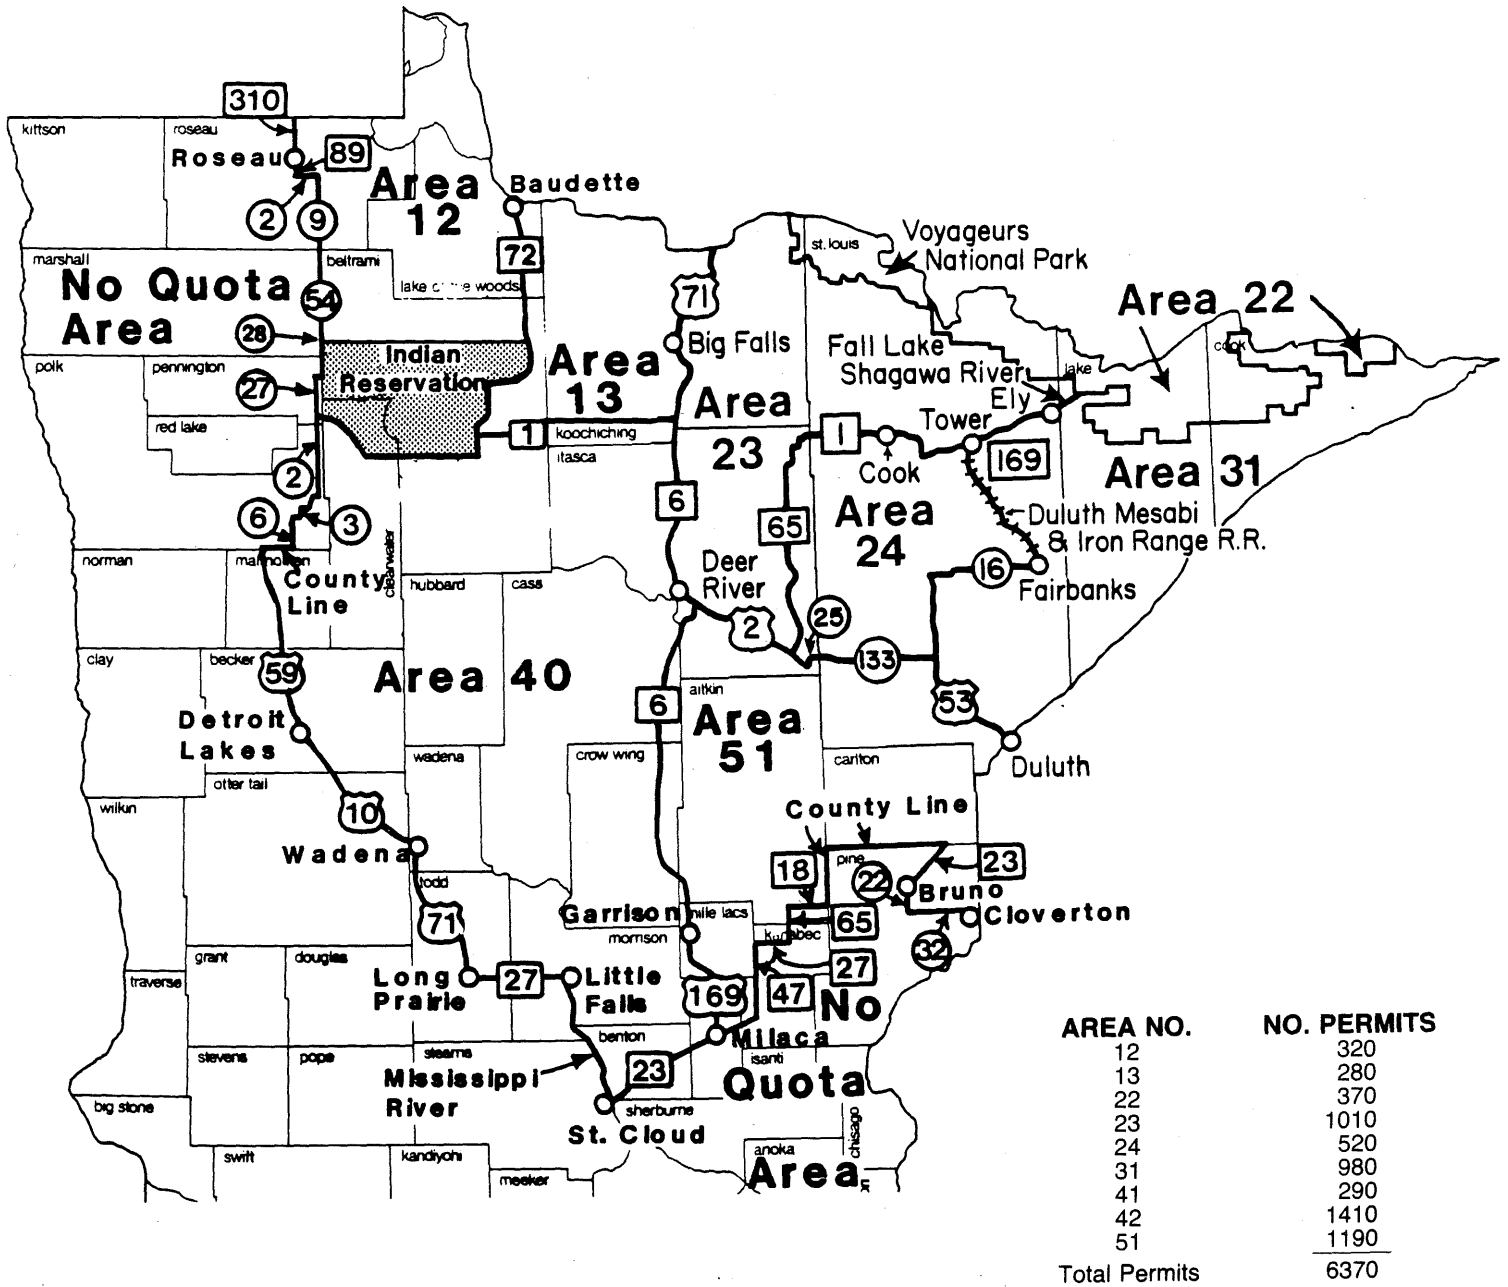 310
kittson
roseau
Roseau
89
Area
12
Baudette
2
9
72
marshall
beltrami
No Quota
Area
54
28
71
st. louis
Voyageurs
National Park
Area 22
Indian
Reservation
Big Falls
Area
13
Fall Lake
Shagawa River
Ely
lake
cook
polk
pennington
27
red lake
1
koochiching
itasca
Area
23
1
Tower
Cook
169
Area 31
2
6
3
6
65
Area
24
Duluth Mesabi
& Iron Range R.R.
norman
County
Line
clearwater
hubbard
cass
Deer
River
16
Fairbanks
2
25
133
clay
becker
59
Area 40
6
aitkin
Area
51
53
Detroit
Lakes
Duluth
otter tail
wadena
crow wing
carlton
wilkin
10
County Line
Wadena
18
pine
22
23
Bruno
todd
71
Garrison
mille lacs
65
Cloverton
morrison
32
grant
douglas
27
47
No
traverse
Long
Prairie
27
Little
Falls
169
Milaca
stevens
pope
stearns
benton
isanti
Mississippi
River
23
Quota
big stone
sherburne
St. Cloud
chisago
swift
kandiyohi
meeker
anoka
Area
AREA NO. NO. PERMITS
12 320
13 280
22 370
23 1010
24 520
31 980
41 290
42 1410
51 1190
Total Permits 6370